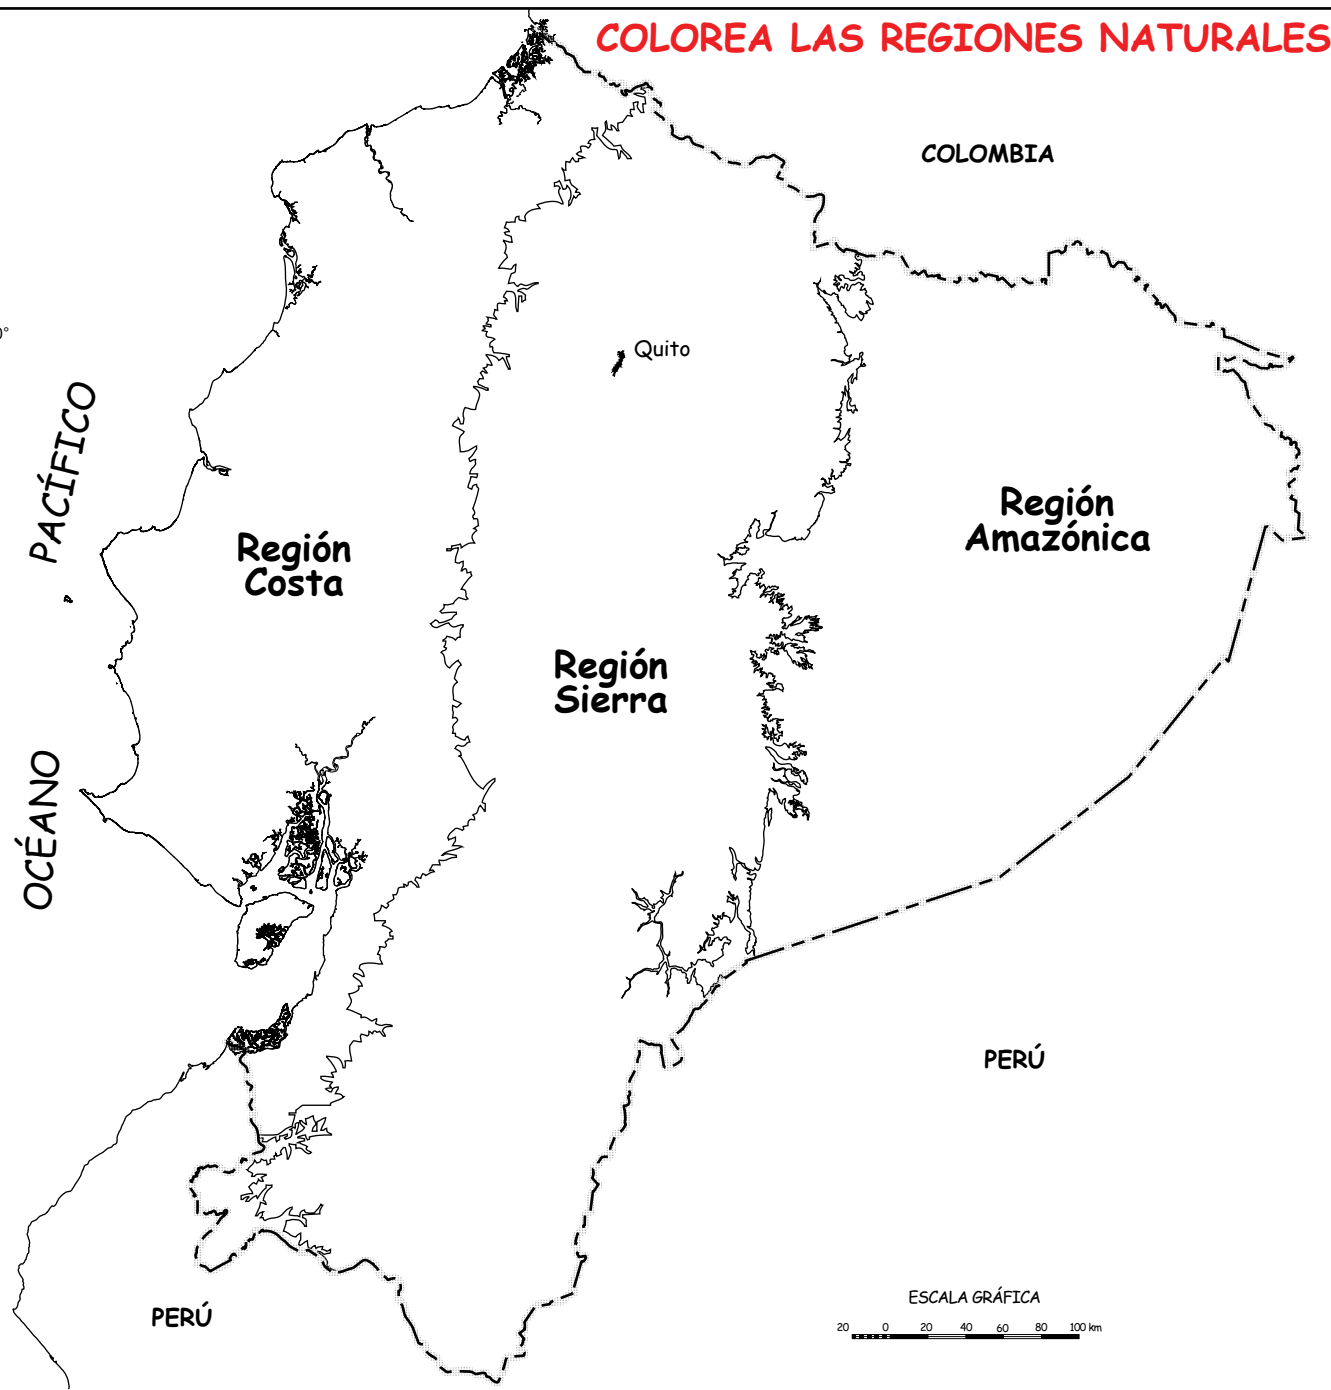 COLOREA LAS REGIONES NATURALES
COLOMBIA
0°
Quito
PACÍFICO
OCÉANO
Región
Costa
Región
Amazónica
Región
Sierra
PERÚ
PERÚ
ESCALA GRÁFICA
20 0 20 40 60 80 100 km